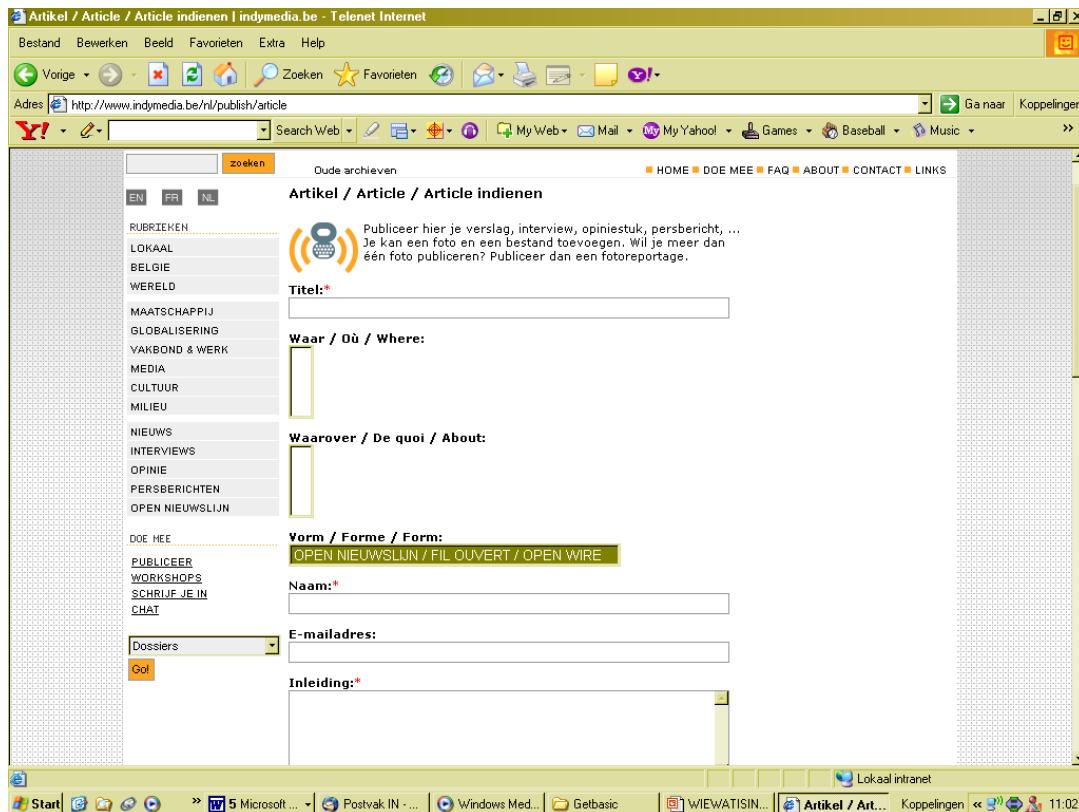 Artikel / Article / Article indienen | indymedia.be - Telenet Internet
Bestand Bewerken Beeld Favorieten Extra Help
Vorige Zoeken Favorieten
Adres http://www.indymedia.be/nl/publish/article Ga naar Koppelingen
Y! Search Web My Web Mail My Yahoo! Games Baseball Music »
zoeken Oude archieven HOME DOE MEE FAQ ABOUT CONTACT LINKS
EN FR NL
Artikel / Article / Article indienen
Publiceer hier je verslag, interview, opiniestuk, persbericht, ...
Je kan een foto en een bestand toevoegen. Wil je meer dan
één foto publiceren? Publiceer dan een fotoreportage.
RUBRIEKEN
LOKAAL
BELGIE
WERELD
MAATSCHAPPIJ
GLOBALISERING
VAKBOND & WERK
MEDIA
CULTUUR
MILIEU
NIEUWS
INTERVIEWS
OPINIE
PERSBERICHTEN
OPEN NIEUWSLIJN
DOE MEE
PUBLICEER
WORKSHOPS
SCHRIJF JE IN
CHAT
Dossiers
Go!
Titel:*
Waar / Où / Where:
Waarover / De quoi / About:
Vorm / Forme / Form:
OPEN NIEUWSLIJN / FIL OUVERT / OPEN WIRE
Naam:*
E-mailadres:
Inleiding:*
Lokaal intranet
Start » 5 Microsoft ... Postvak IN - ... Windows Med... Getbasic WIEWATISIN... Artikel / Art... Koppelingen « 11:02